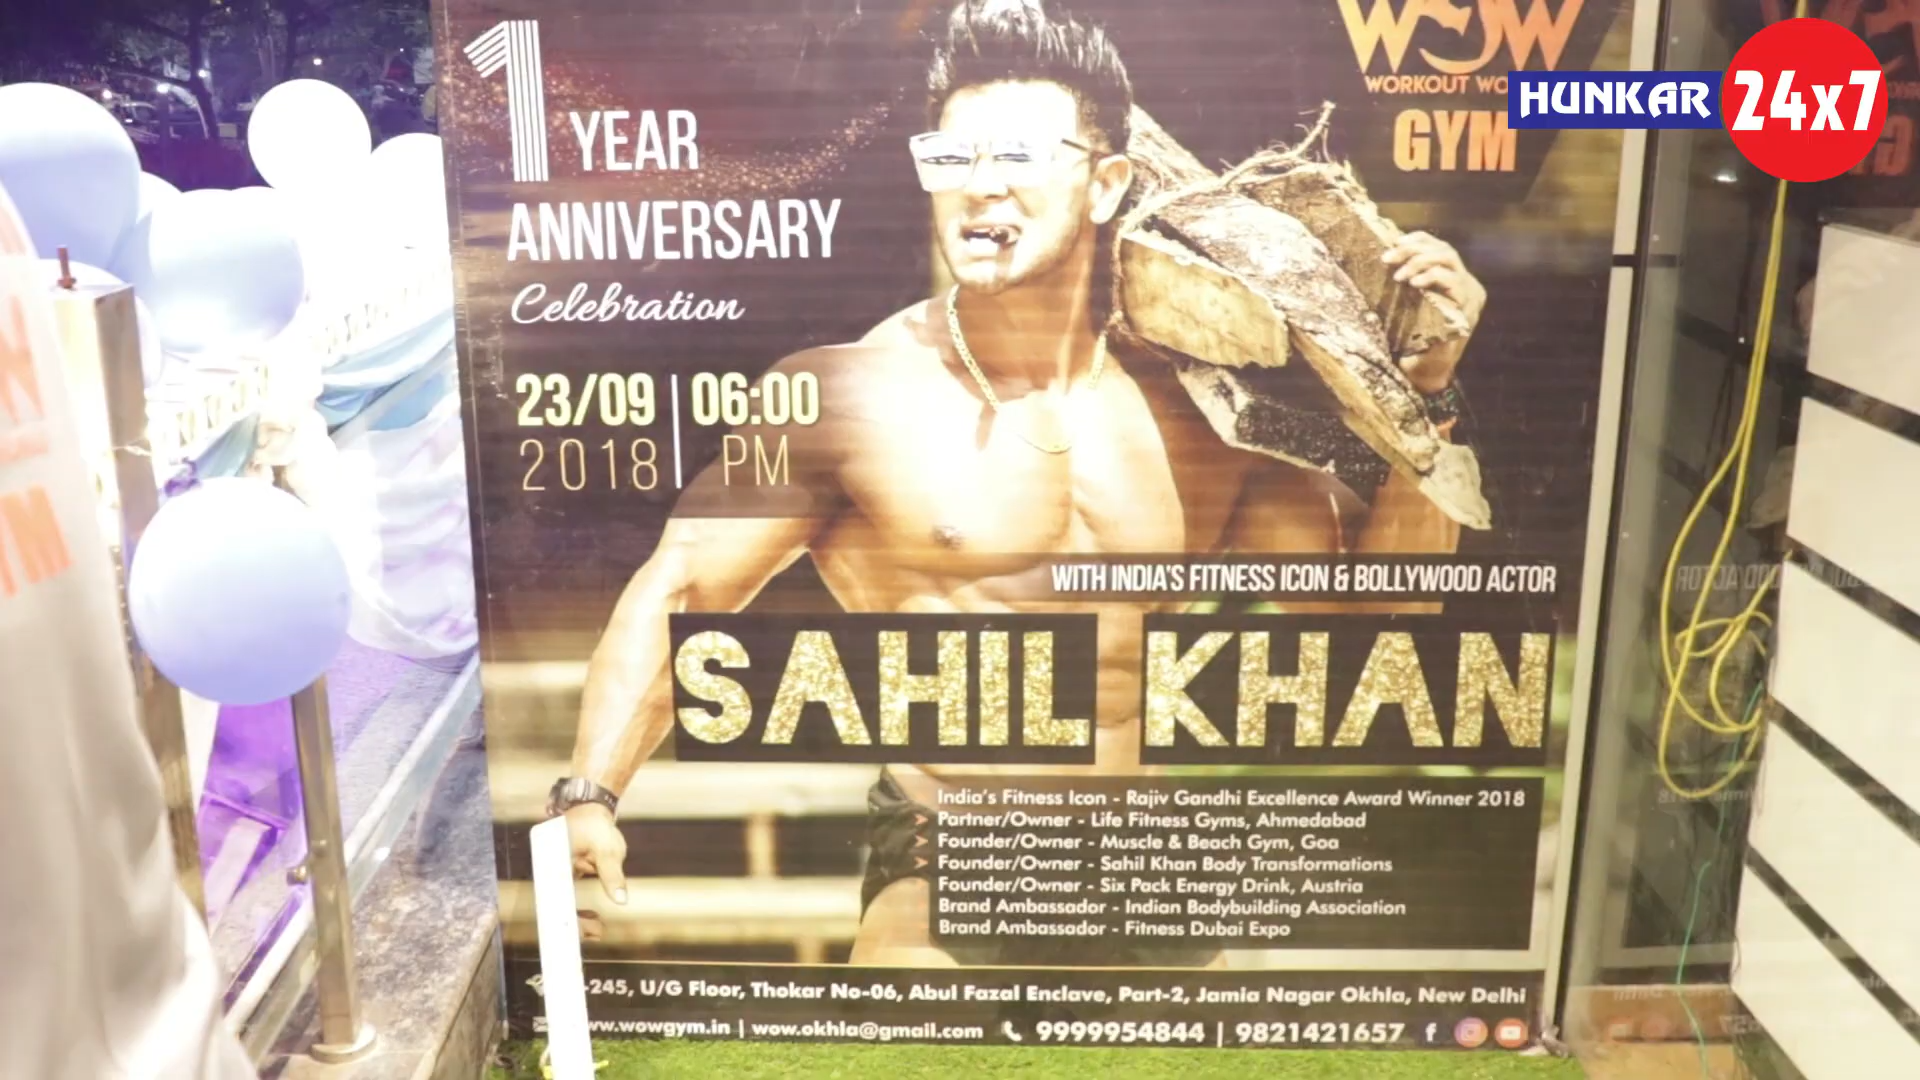 1 YEAR
ANNIVERSARY
Celebration
23/09 | 06:00
2018 | PM
WOW
WORKOUT
GYM
HUNKAR 24x7
WITH INDIA'S FITNESS ICON & BOLLYWOOD ACTOR
SAHIL KHAN
India's Fitness Icon - Rajiv Gandhi Excellence Award Winner 2018
Partner/Owner - Life Fitness Gyms, Ahmedabad
Founder/Owner - Muscle & Beach Gym, Goa
Founder/Owner - Sahil Khan Body Transformations
Founder/Owner - Six Pack Energy Drink, Austria
Brand Ambassador - Indian Bodybuilding Association
Brand Ambassador - Fitness Dubai Expo
-245, U/G Floor, Thokar No-06, Abul Fazal Enclave, Part-2, Jamia Nagar Okhla, New Delhi
ww.wowgym.in | wow.okhla@gmail.com 9999954844 | 9821421657